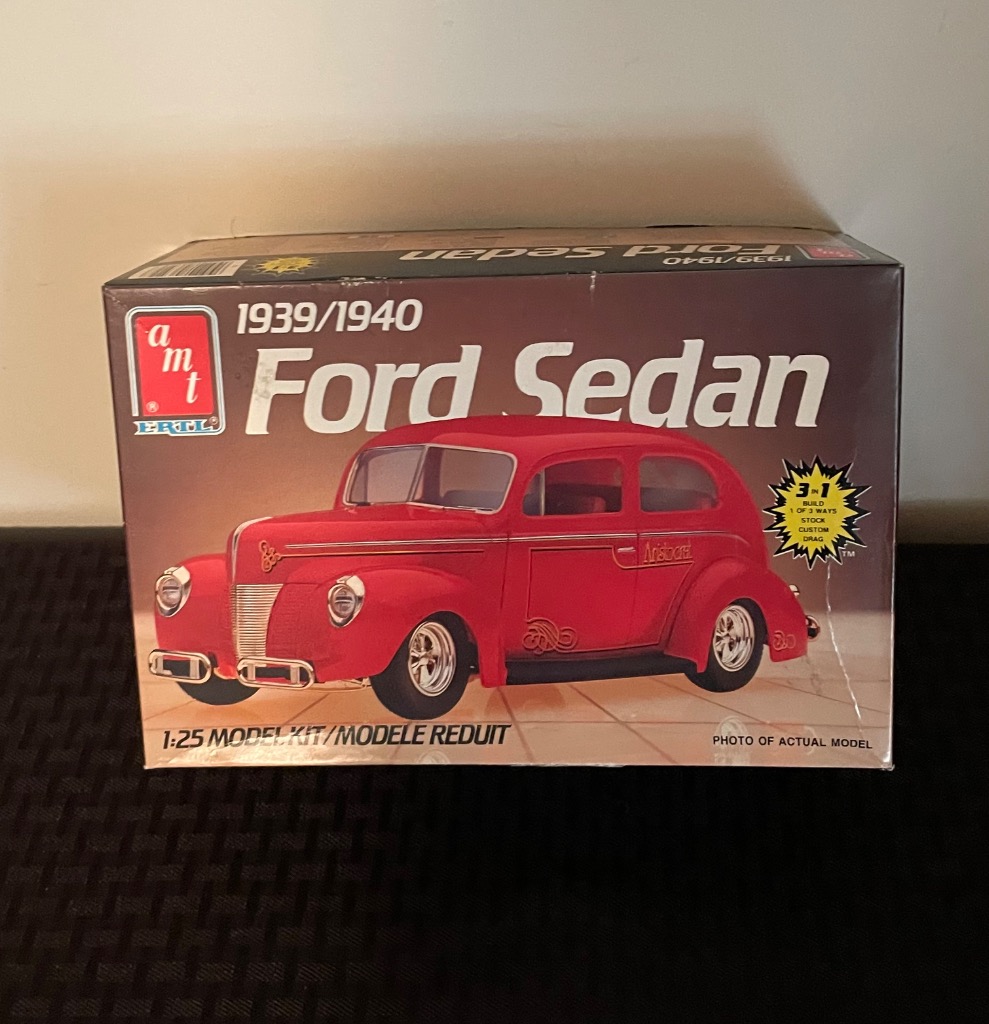 1939/1940
Ford Sedan
amt
®
ERTL
1939/1940
Ford Sedan
3 IN 1
BUILD
1 OF 3 WAYS
STOCK
CUSTOM
DRAG
TM
Aristocrat
1:25 MODEL KIT/MODELE REDUIT
PHOTO OF ACTUAL MODEL